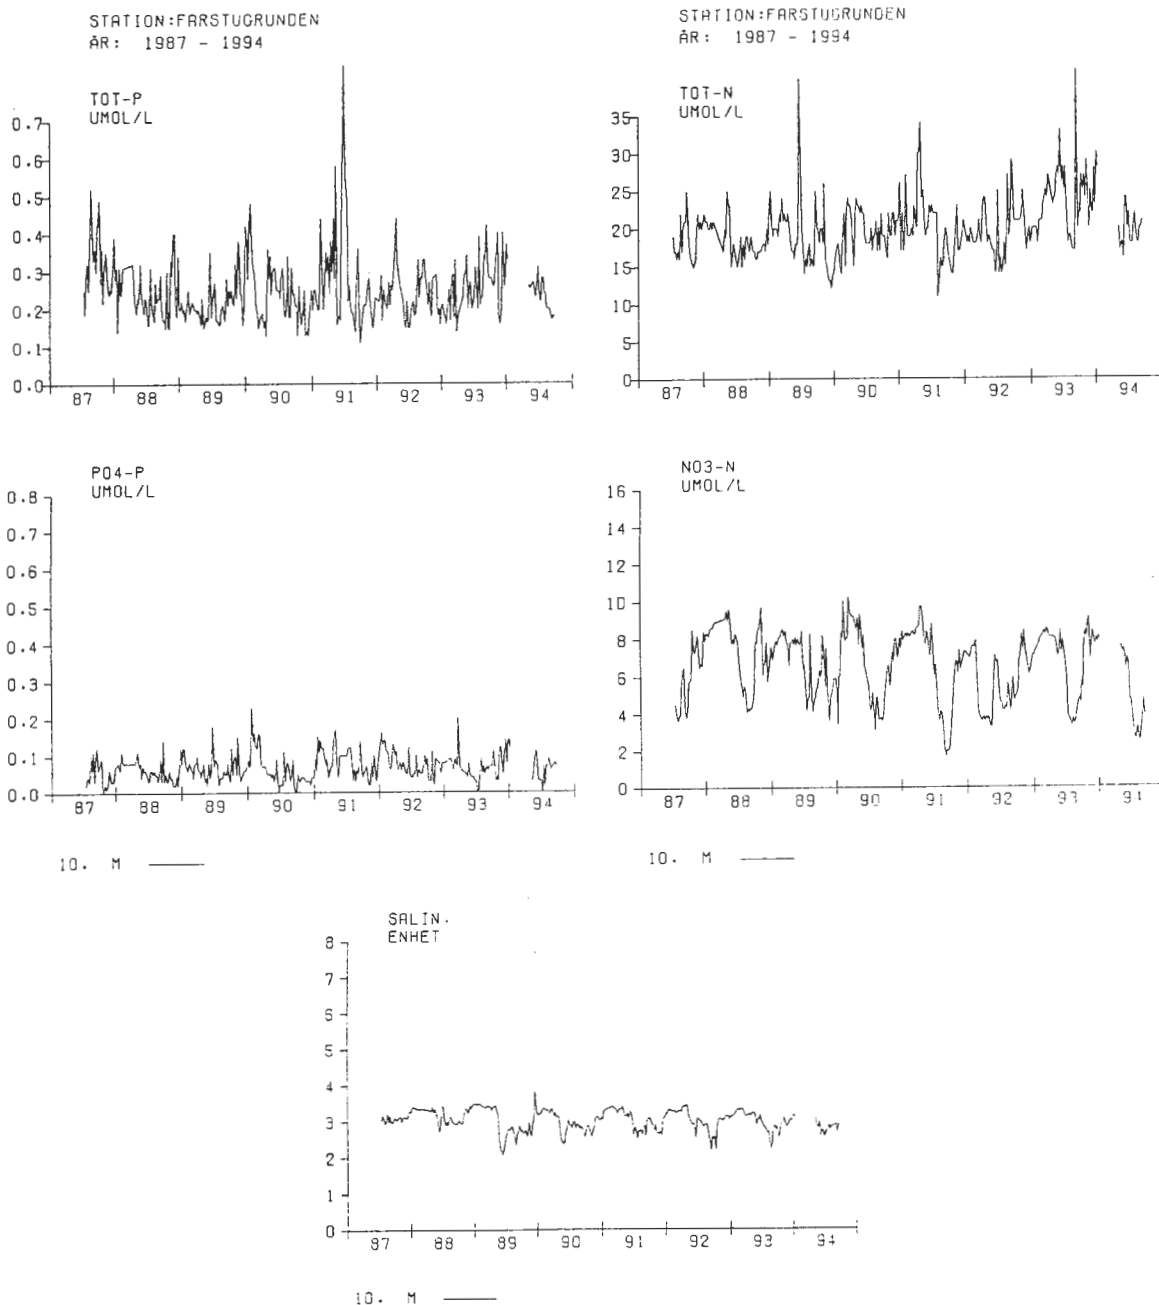 STATION:FARSTUGRUNDEN
ÅR: 1987 - 1994
TOT-P
UMOL/L
0.7
0.6
0.5
0.4
0.3
0.2
0.1
0.0
87 88 89 90 91 92 93 94
STATION:FARSTUGRUNDEN
ÅR: 1987 - 1994
TOT-N
UMOL/L
35
30
25
20
15
10
5
0
87 88 89 90 91 92 93 94
PO4-P
UMOL/L
0.8
0.7
0.6
0.5
0.4
0.3
0.2
0.1
0.0
87 88 89 90 91 92 93 94
10. M
NO3-N
UMOL/L
16
14
12
10
8
6
4
2
0
87 88 89 90 91 92 93 94
10. M
SALIN.
ENHET
8
7
6
5
4
3
2
1
0
87 88 89 90 91 92 93 94
10. M